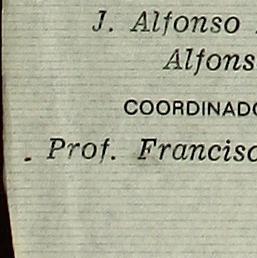 J. Alfonso
Alfons
COORDINADO
Prof. Francisc